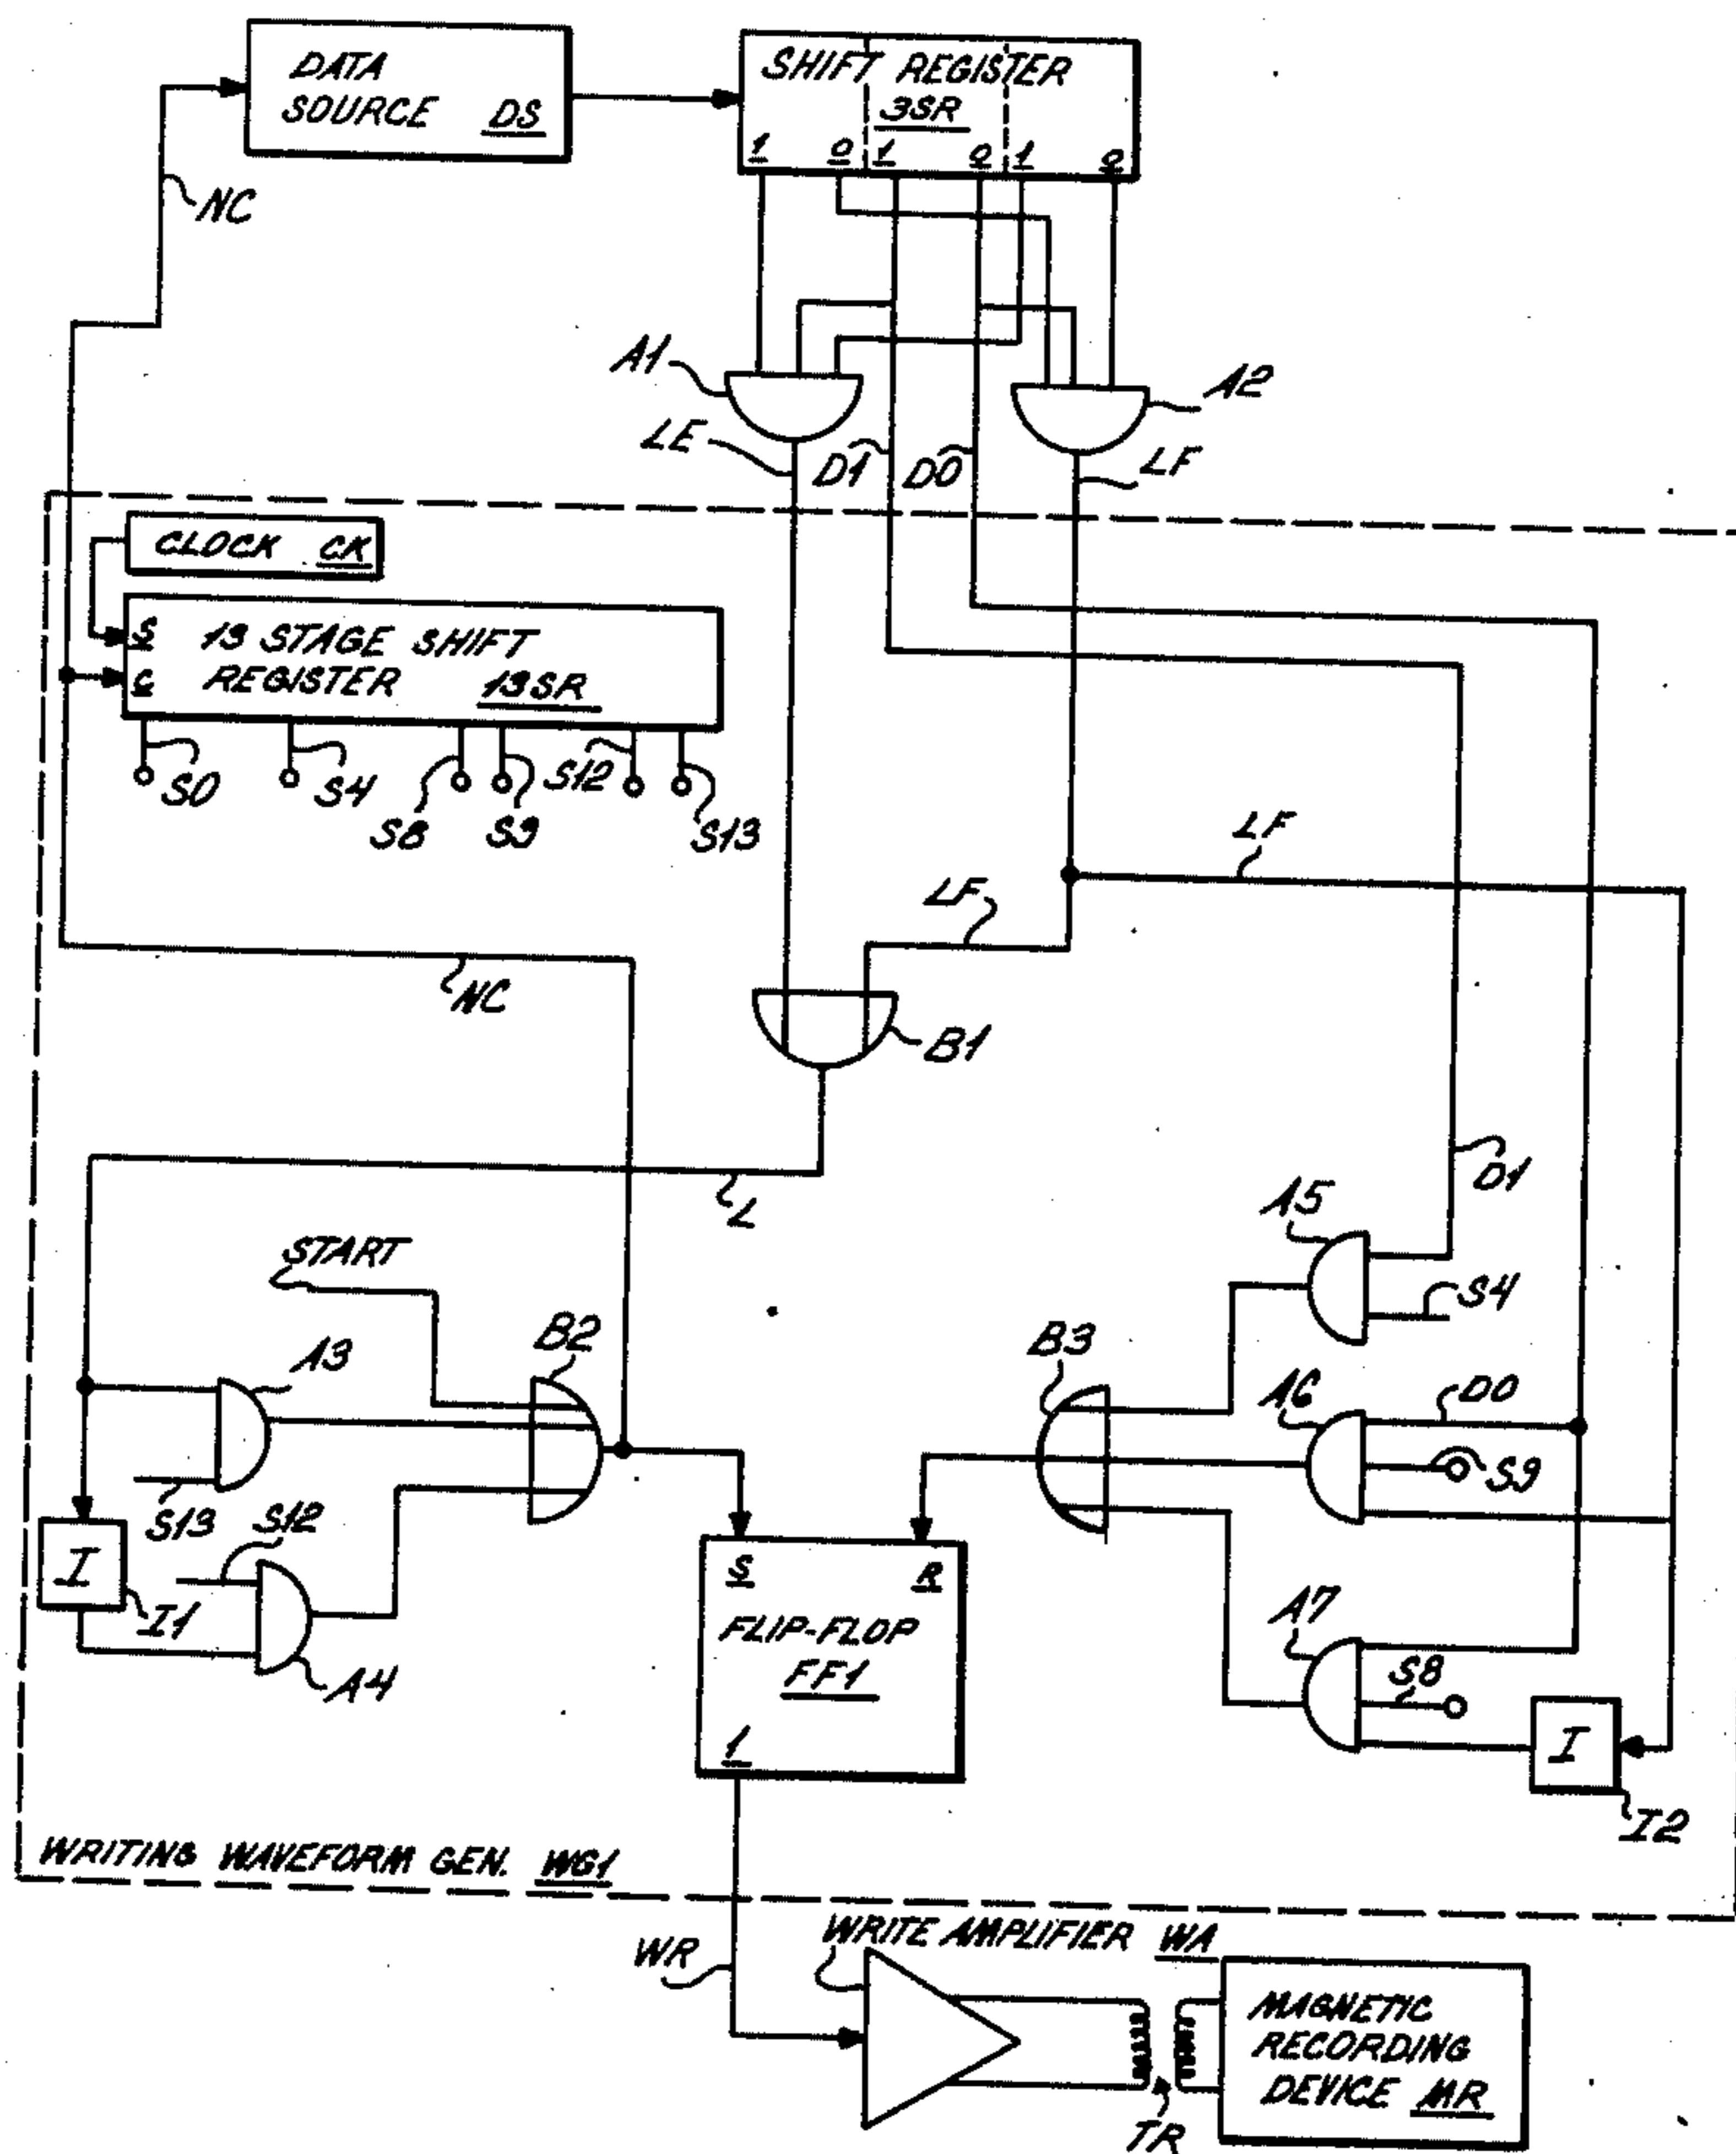 DATA
SOURCE DS
SHIFT REGISTER
3SR
1 0 1 0 1 0
NC
A1
A2
LE
D1
D0
LF
CLOCK CK
S 13 STAGE SHIFT
C REGISTER 13SR
S0
S4
S8
S9
S12
S13
LF
LF
NC
B1
L
D1
START
A5
S4
A3
B2
B3
A6
D0
S9
S13
S12
I
I1
A4
S R
FLIP-FLOP
FF1
1
A7
S8
I
I2
WRITING WAVEFORM GEN. WG1
WR
WRITE AMPLIFIER WA
MAGNETIC
RECORDING
DEVICE MR
TR